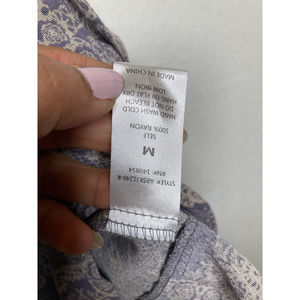 STYLE#: ABSKJ1240-K
RN#: 149854
M
SELF
100% RAYON
HAND WASH COLD
DO NOT BLEACH
HANG OR FLAT DRY
LOW IRON
MADE IN CHINA